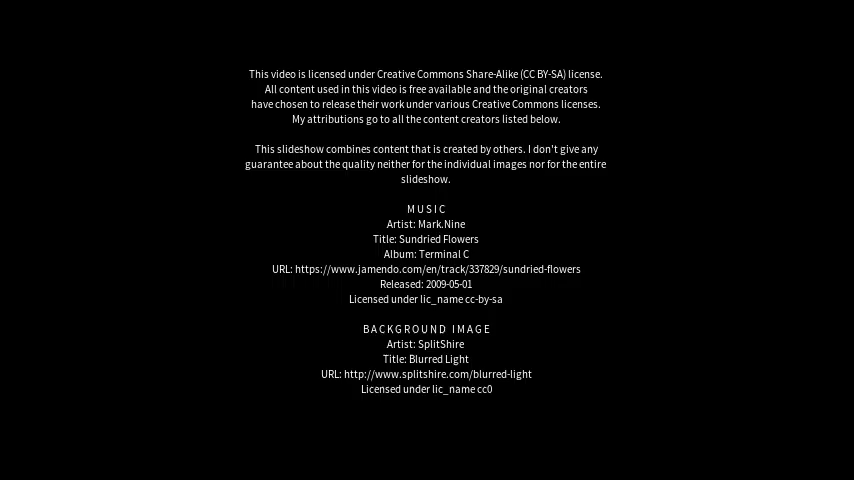 This video is licensed under Creative Commons Share-Alike (CC BY-SA) license.
All content used in this video is free available and the original creators
have chosen to release their work under various Creative Commons licenses.
My attributions go to all the content creators listed below.
This slideshow combines content that is created by others. I don't give any
guarantee about the quality neither for the individual images nor for the entire
slideshow.
MUSIC
Artist: Mark.Nine
Title: Sundried Flowers
Album: Terminal C
URL: https://www.jamendo.com/en/track/337829/sundried-flowers
Released: 2009-05-01
Licensed under lic_name cc-by-sa
BACKGROUND IMAGE
Artist: SplitShire
Title: Blurred Light
URL: http://www.splitshire.com/blurred-light
Licensed under lic_name cc0